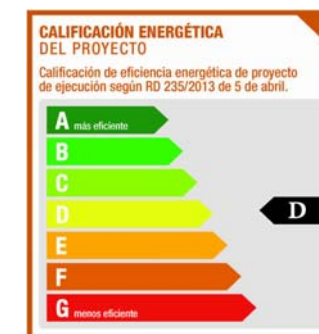 CALIFICACIÓN ENERGÉTICA
DEL PROYECTO
Calificación de eficiencia energética de proyecto
de ejecución según RD 235/2013 de 5 de abril.
A más eficiente
B
C
D
D
E
F
G menos eficiente